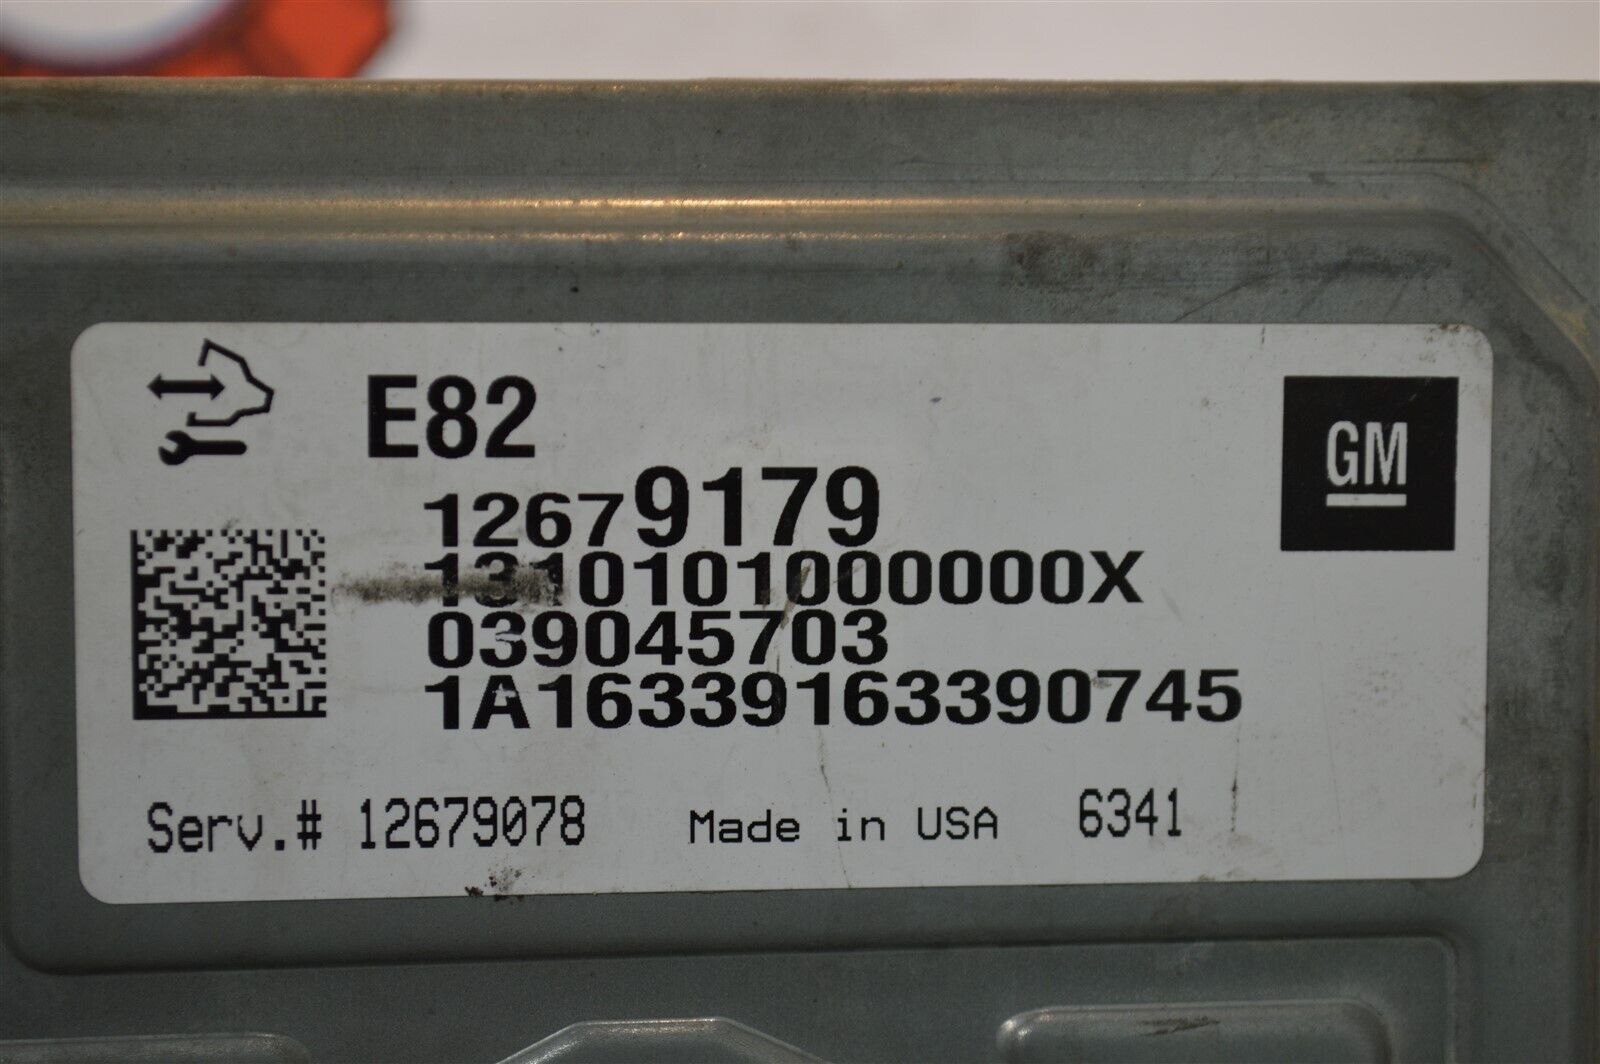 E82
GM
12679179
1310101000000X
039045703
1A16339163390745
Serv.# 12679078 Made in USA 6341